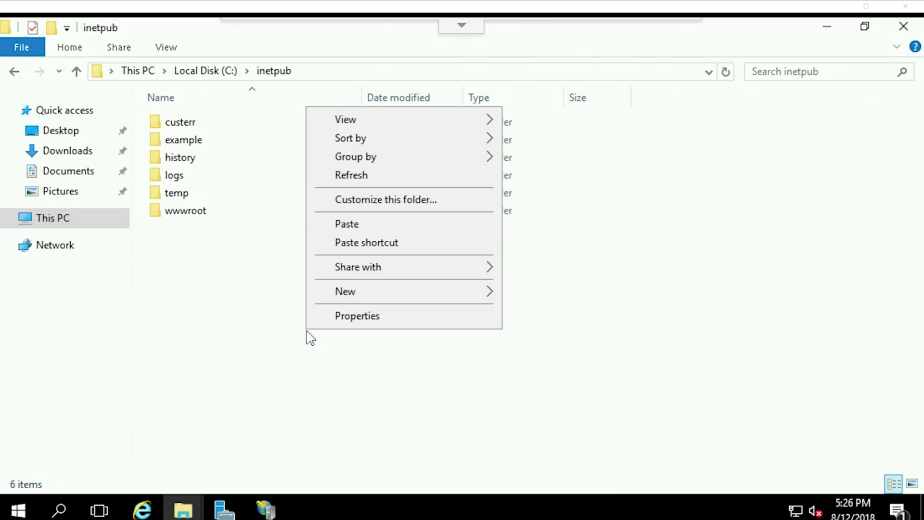 inetpub
File Home Share View
This PC Local Disk (C:) inetpub Search inetpub
Quick access
Desktop
Downloads
Documents
Pictures
This PC
Network
Name Date modified Type Size
custerr
example
history
logs
temp
wwwroot
View
Sort by
Group by
Refresh
Customize this folder...
Paste
Paste shortcut
Share with
New
Properties
er
er
er
er
er
er
6 items
5:26 PM
8/12/2018
1